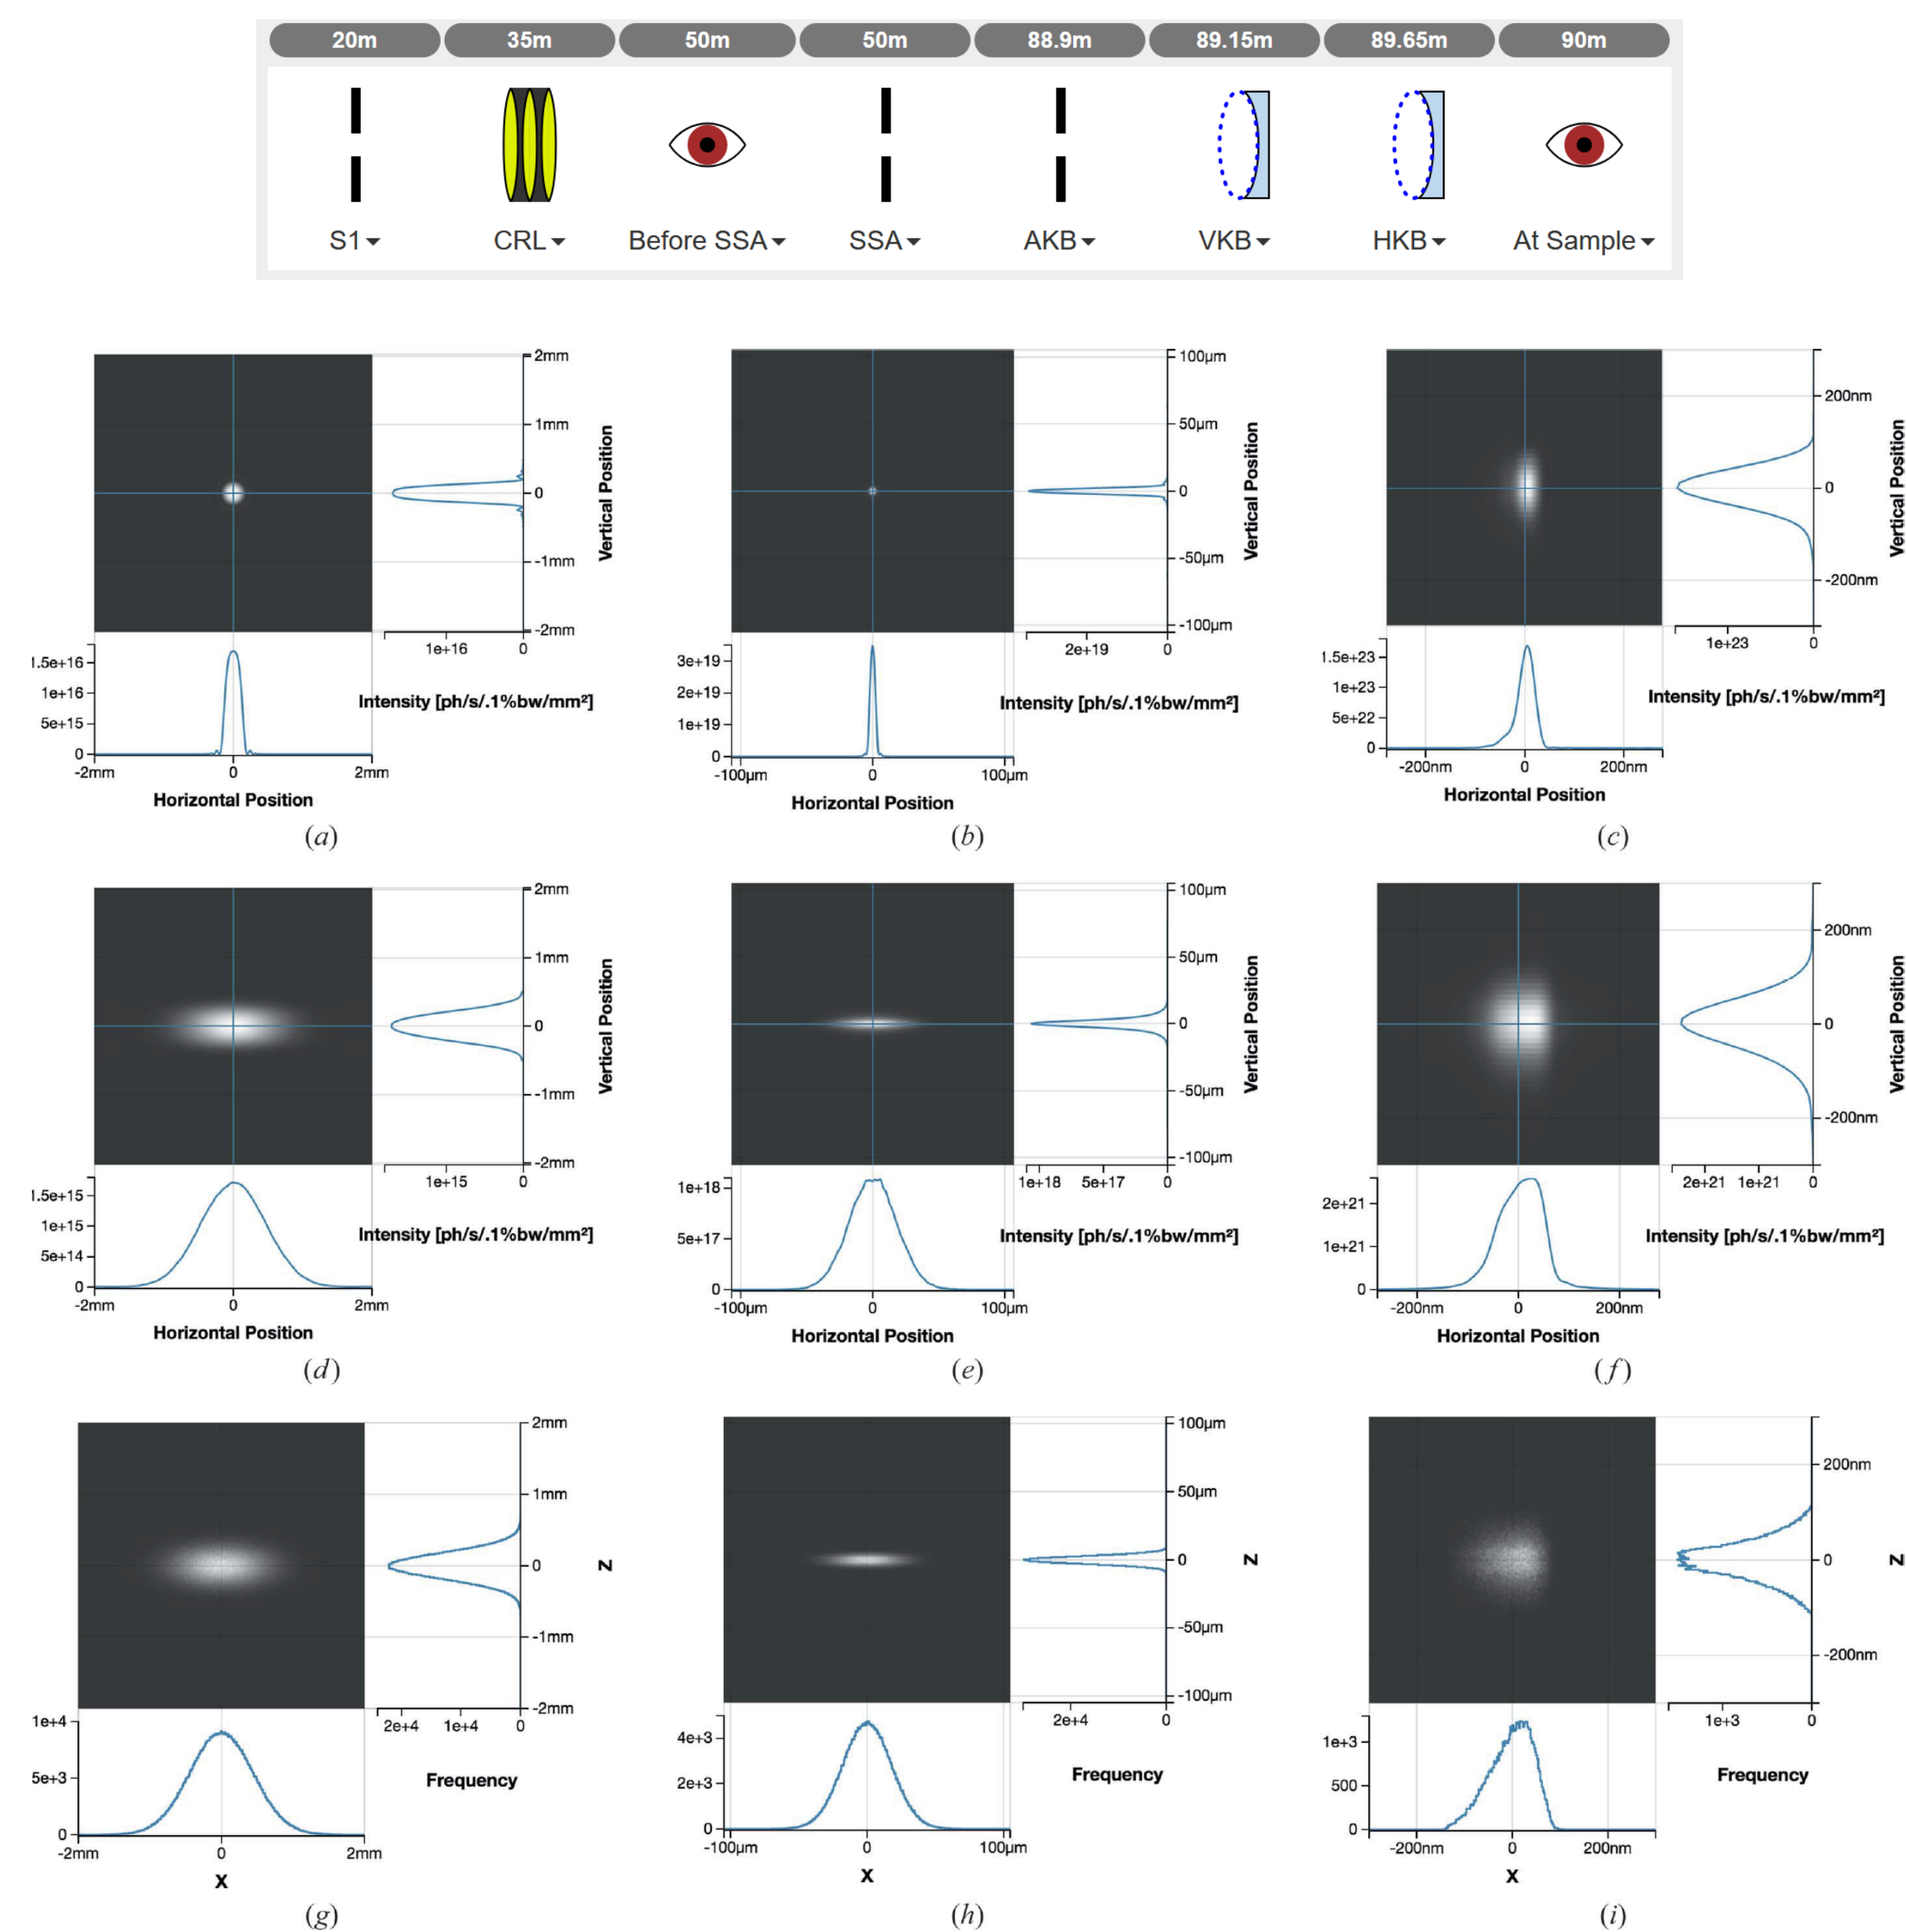 20m 35m 50m 50m 88.9m 89.15m 89.65m 90m
S1 CRL Before SSA SSA AKB VKB HKB At Sample
2mm
1mm
0
-1mm
-2mm
Vertical Position
1e+16 0
1.5e+16
1e+16
5e+15
0
-2mm 0 2mm
Intensity [ph/s/.1%bw/mm²]
Horizontal Position
(a)
100µm
50µm
0
-50µm
-100µm
Vertical Position
2e+19 0
3e+19
2e+19
1e+19
0
-100µm 0 100µm
Intensity [ph/s/.1%bw/mm²]
Horizontal Position
(b)
200nm
0
-200nm
Vertical Position
1e+23 0
1.5e+23
1e+23
5e+22
0
-200nm 0 200nm
Intensity [ph/s/.1%bw/mm²]
Horizontal Position
(c)
2mm
1mm
0
-1mm
-2mm
Vertical Position
1e+15 0
1.5e+15
1e+15
5e+14
0
-2mm 0 2mm
Intensity [ph/s/.1%bw/mm²]
Horizontal Position
(d)
100µm
50µm
0
-50µm
-100µm
Vertical Position
1e+18 5e+17 0
1e+18
5e+17
0
-100µm 0 100µm
Intensity [ph/s/.1%bw/mm²]
Horizontal Position
(e)
200nm
0
-200nm
Vertical Position
2e+21 1e+21 0
2e+21
1e+21
0
-200nm 0 200nm
Intensity [ph/s/.1%bw/mm²]
Horizontal Position
(f)
2mm
1mm
0
-1mm
-2mm
Z
2e+4 1e+4 0
1e+4
5e+3
0
-2mm 0 2mm
Frequency
X
(g)
100µm
50µm
0
-50µm
-100µm
Z
2e+4 0
4e+3
2e+3
0
-100µm 0 100µm
Frequency
X
(h)
200nm
0
-200nm
Z
1e+3 0
1e+3
500
0
-200nm 0 200nm
Frequency
X
(i)